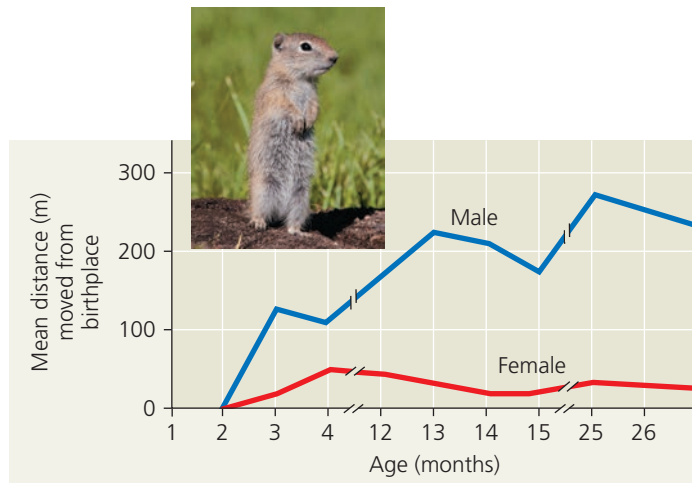 Mean distance (m)
moved from
birthplace
300
200
100
0
Male
Female
1 2 3 4 12 13 14 15 25 26
Age (months)